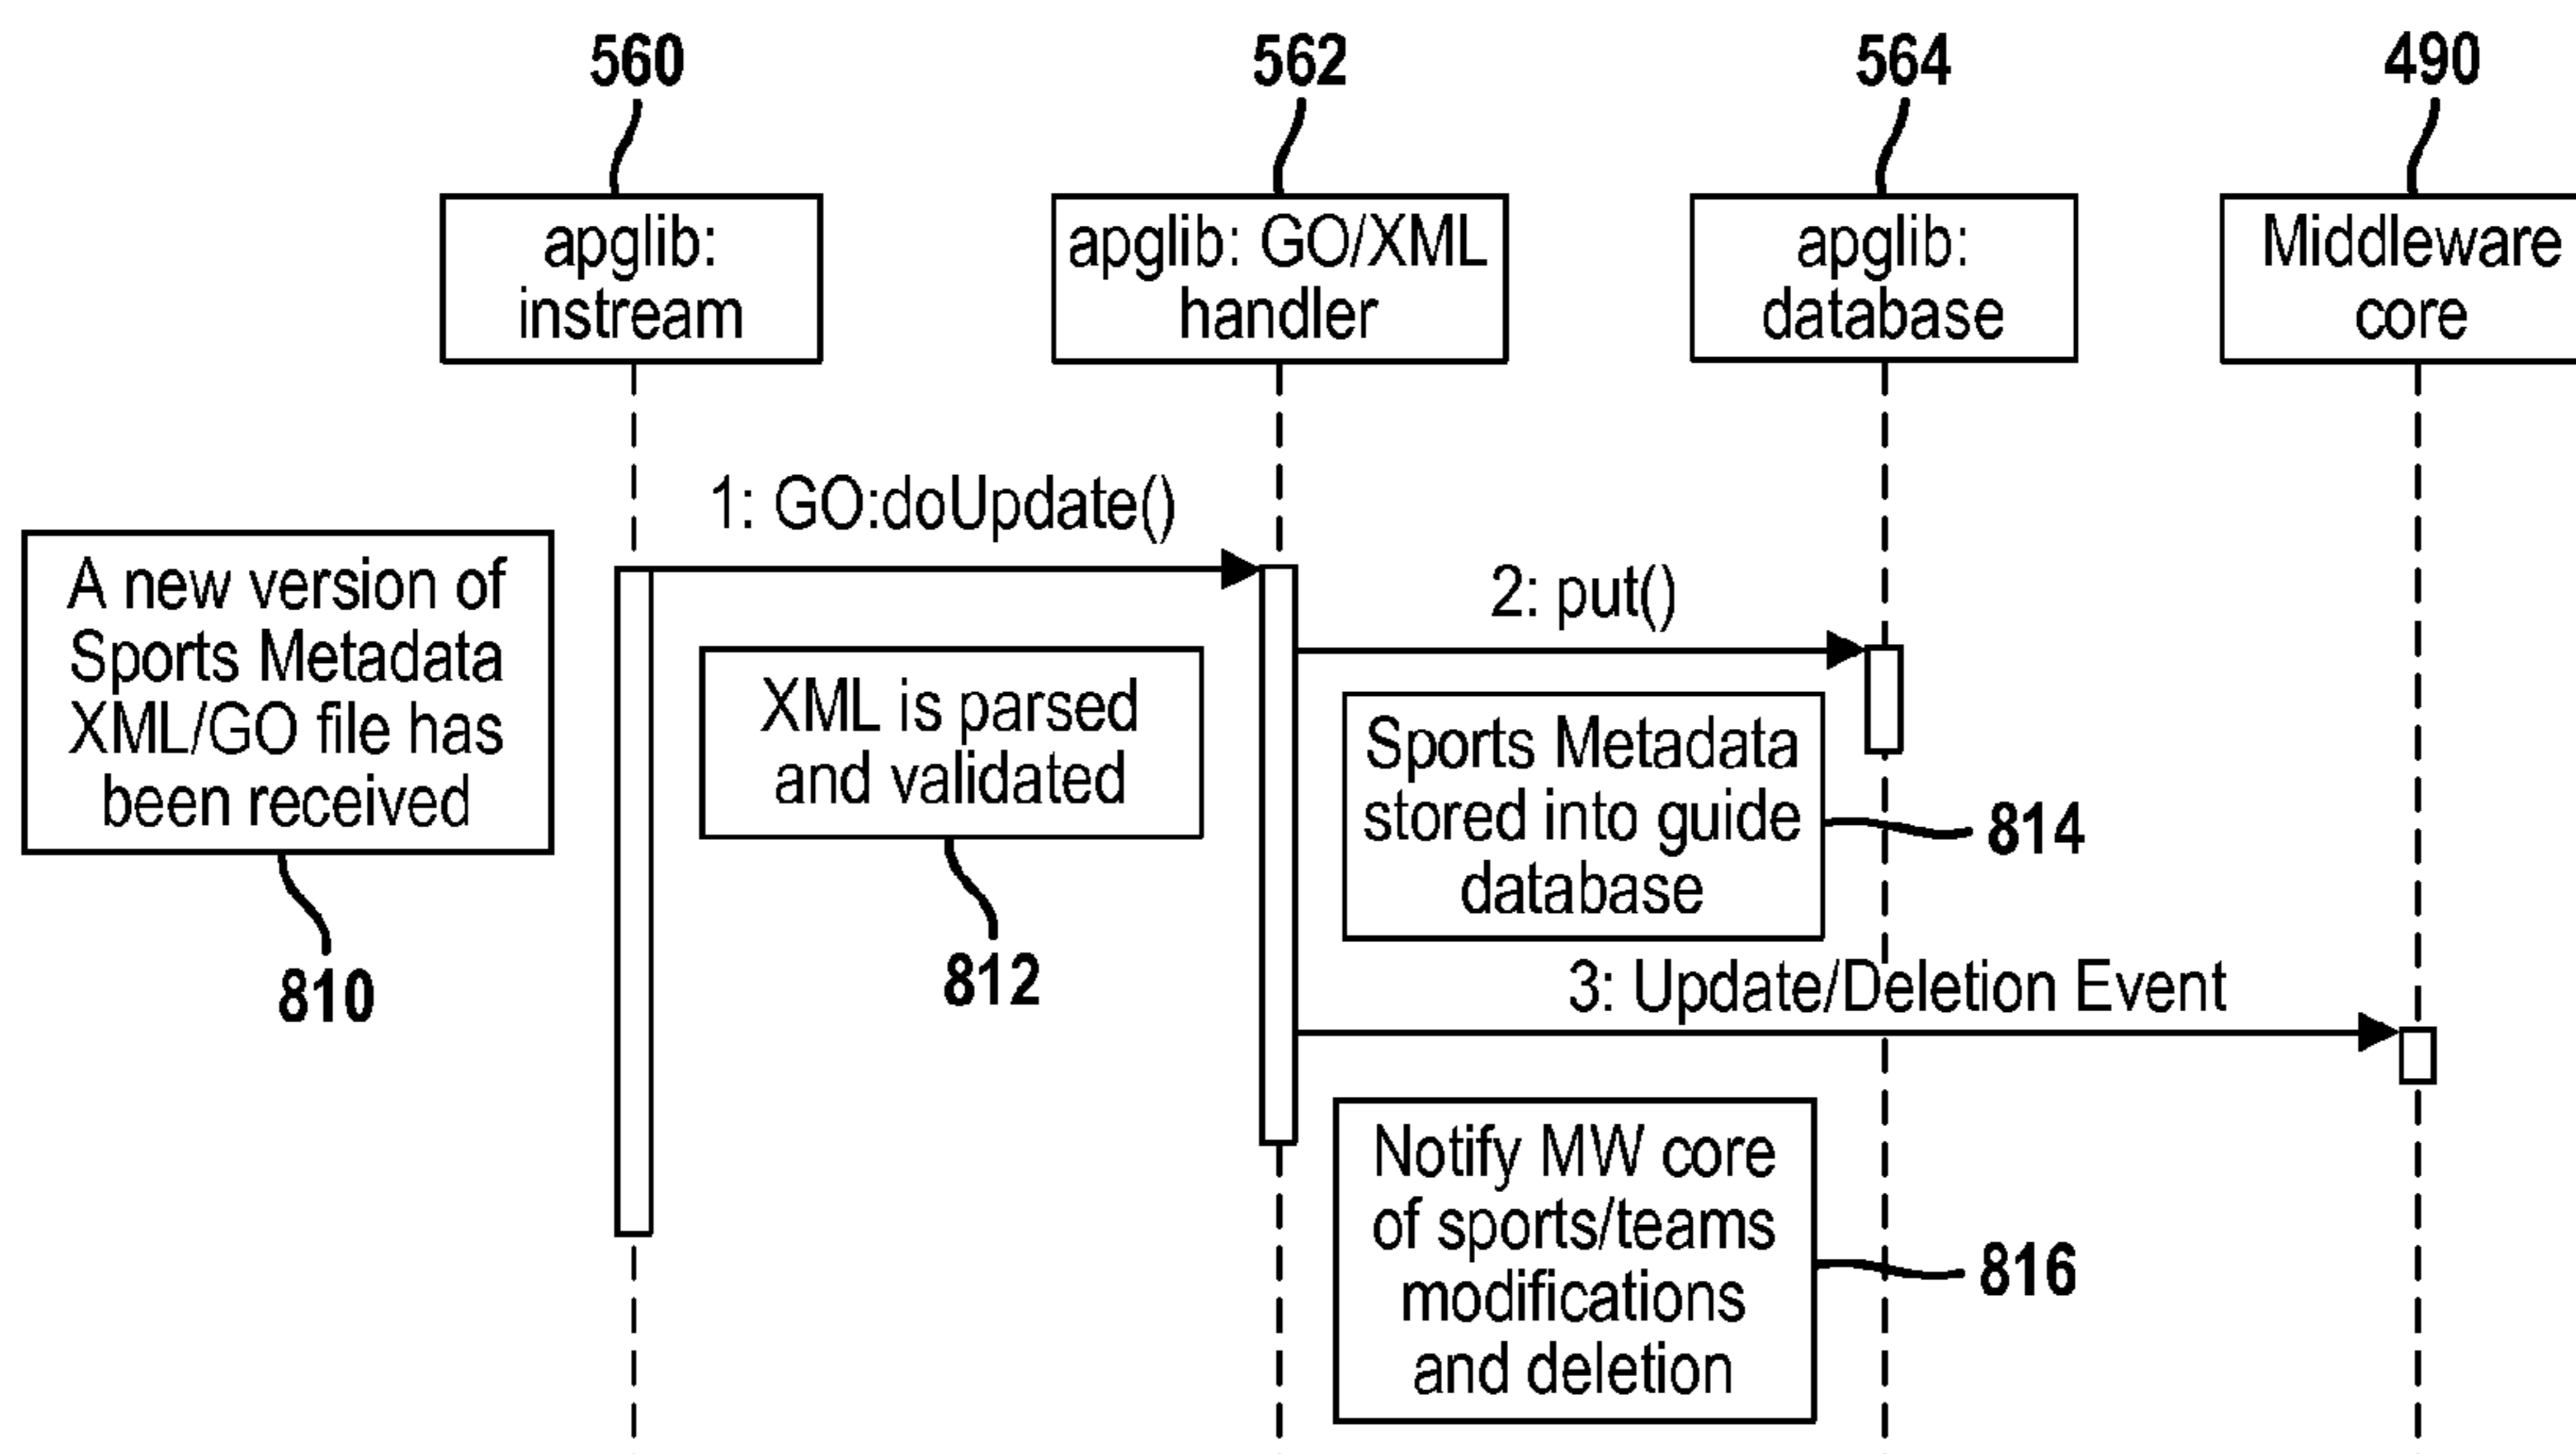 560
562
564
490
apglib:
instream
apglib: GO/XML
handler
apglib:
database
Middleware
core
1: GO:doUpdate()
A new version of
Sports Metadata
XML/GO file has
been received
810
XML is parsed
and validated
812
2: put()
Sports Metadata
stored into guide
database
814
3: Update/Deletion Event
Notify MW core
of sports/teams
modifications
and deletion
816